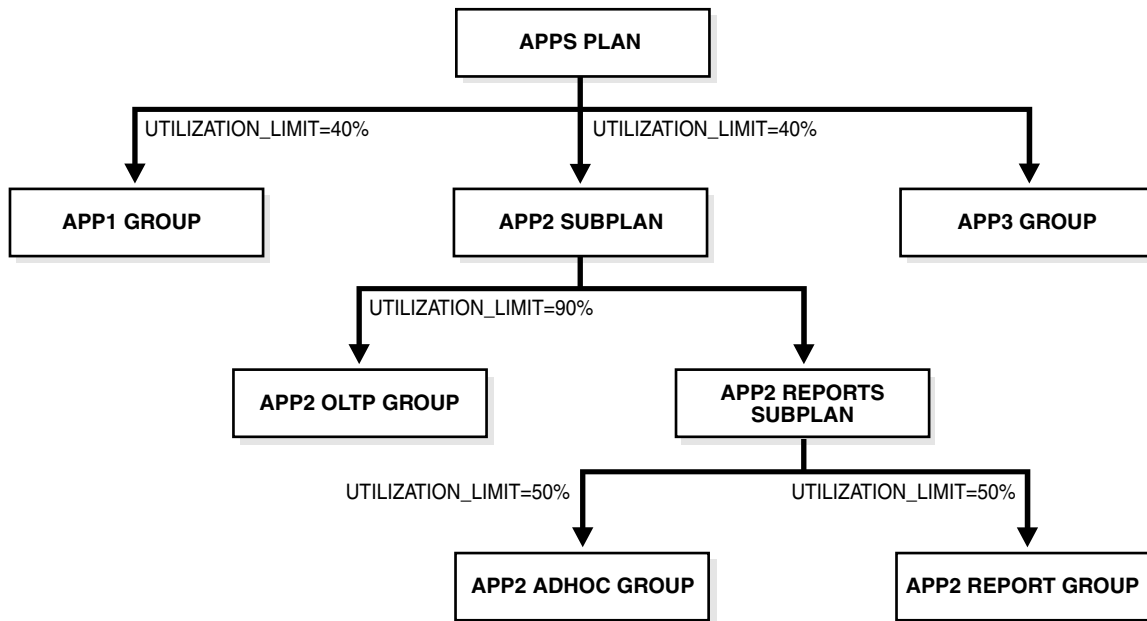 APPS PLAN
UTILIZATION_LIMIT=40%
UTILIZATION_LIMIT=40%
APP1 GROUP
APP2 SUBPLAN
APP3 GROUP
UTILIZATION_LIMIT=90%
APP2 OLTP GROUP
APP2 REPORTS
SUBPLAN
UTILIZATION_LIMIT=50%
UTILIZATION_LIMIT=50%
APP2 ADHOC GROUP
APP2 REPORT GROUP